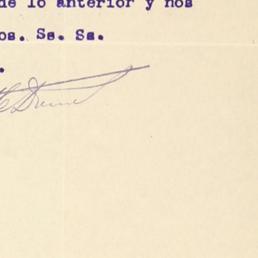 de lo anterior y nos
os. Ss. Ss.
.